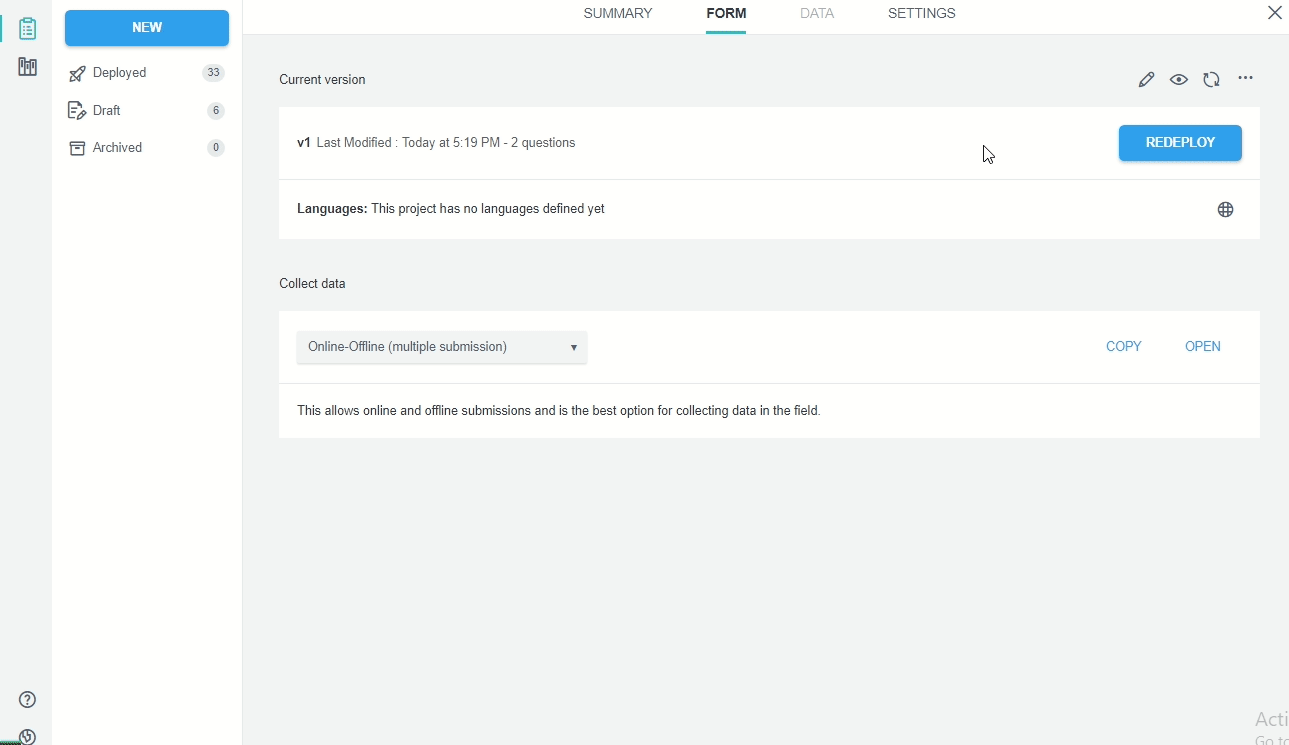 SUMMARY FORM DATA SETTINGS
NEW
Deployed 33
Draft 6
Archived 0
Current version
v1 Last Modified : Today at 5:19 PM - 2 questions
REDEPLOY
Languages: This project has no languages defined yet
Collect data
Online-Offline (multiple submission)
COPY OPEN
This allows online and offline submissions and is the best option for collecting data in the field.
Acti
Go to